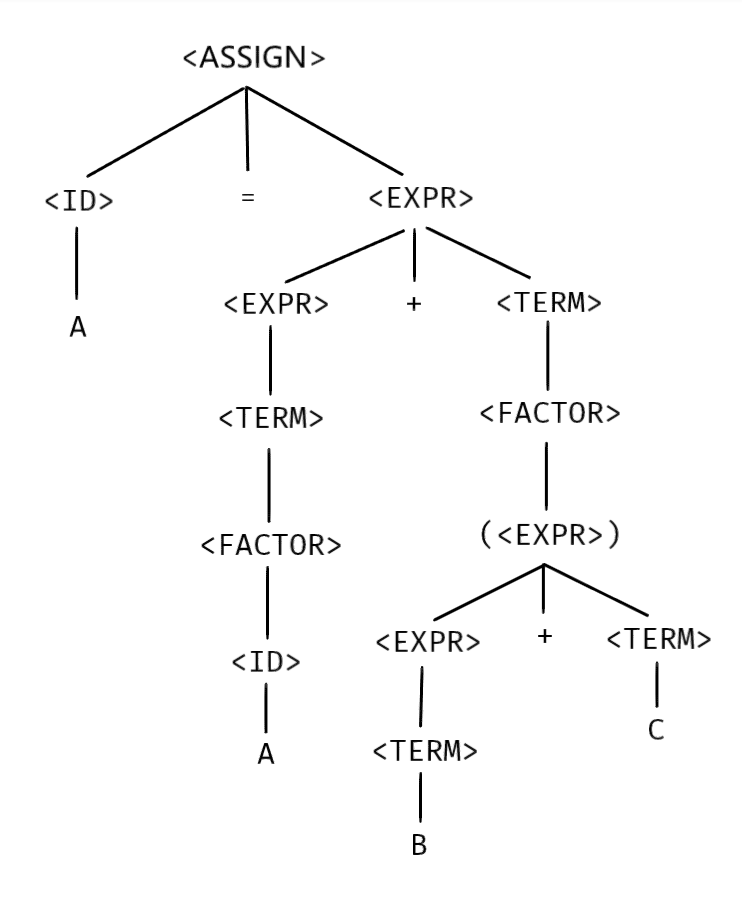 <ASSIGN>
<ID> = <EXPR>
A
<EXPR> + <TERM>
<TERM>
<FACTOR>
<FACTOR>
(<EXPR>)
<EXPR> + <TERM>
<ID>
A
<TERM>
C
B